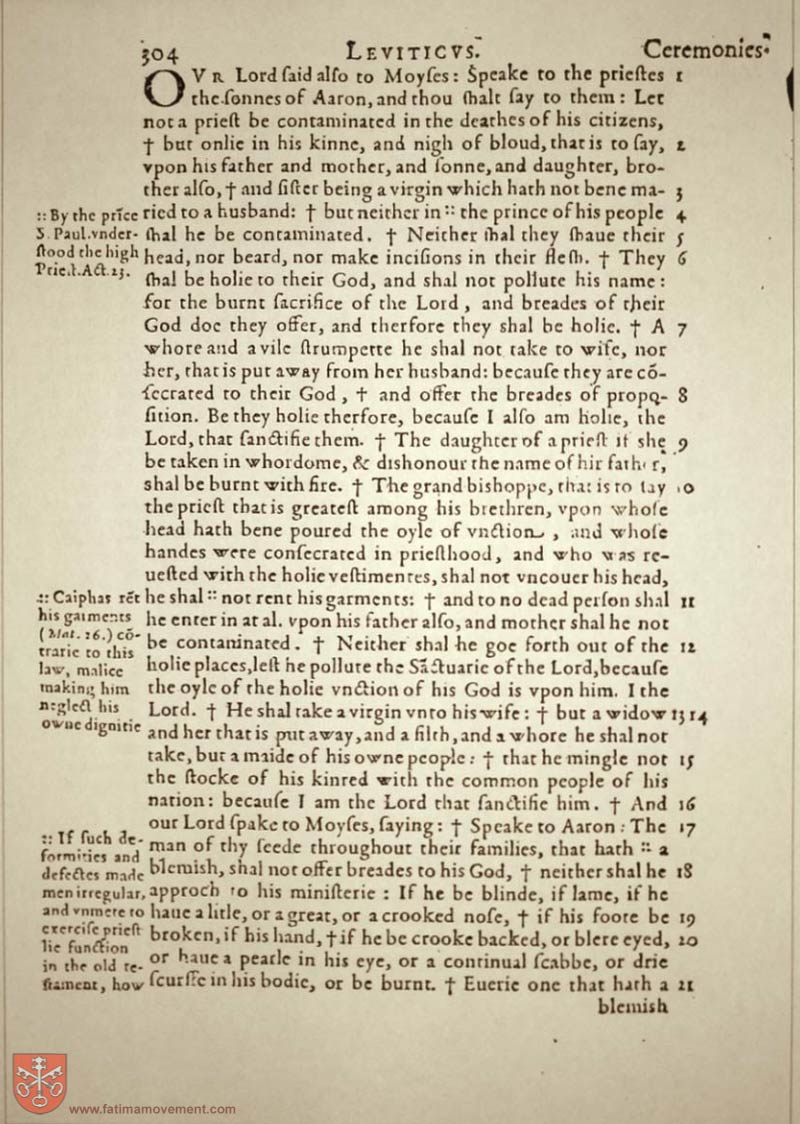 304 LEVITICVS. Ceremonies.
OVR Lord ſaid alſo to Moyſes: Speake to the prieſtes 1
the ſonnes of Aaron, and thou ſhalt ſay to them: Let
not a prieſt be contaminated in the deathes of his citizens,
† but onlie in his kinne, and nigh of bloud, that is to ſay, 2
vpon his father and mother, and ſonne, and daughter, bro-
ther alſo, † and ſiſter being a virgin which hath not bene ma- 3
ried to a husband: † but neither in :: the prince of his people 4
ſhal he be contaminated. † Neither ſhal they ſhaue their 5
head, nor beard, nor make inciſions in their fleſh. † They 6
ſhal be holie to their God, and shal not pollute his name:
for the burnt ſacrifice of the Lord, and breades of their
God doe they offer, and therfore they shal be holie. † A 7
whore and a vile ſtrumpette he shal not take to wife, nor
her, that is put away from her husband: becauſe they are cō-
ſecrated to their God, † and offer the breades of propo- 8
ſition. Be they holie therfore, becauſe I alſo am holie, the
Lord, that ſanctifie them. † The daughter of a prieſt if she 9
be taken in whordome, & dishonour the name of hir father,
shal be burnt with fire. † The grand bishoppe, that is to ſay 10
the prieſt that is greateſt among his brethren, vpon whoſe
head hath bene poured the oyle of vnction, and whoſe
handes were conſecrated in prieſthood, and who was re-
ueſted with the holie veſtimentes, shal not vncouer his head,
he shal :: not rent his garments: † and to no dead perſon shal 11
he enter in at al. vpon his father alſo, and mother shal he not
be contaminated. † Neither shal he goe forth out of the 12
holie places, leſt he pollute the Sāctuarie of the Lord, becauſe
the oyle of the holie vnction of his God is vpon him. I the
Lord. † He shal take a virgin vnto his wife: † but a widow 13 14
and her that is put away, and a filth, and a whore he shal not
take, but a maide of his owne people: † that he mingle not 15
the ſtocke of his kinred with the common people of his
nation: becauſe I am the Lord that ſanctifie him. † And 16
our Lord ſpake to Moyſes, ſaying: † Speake to Aaron: The 17
man of thy ſeede throughout their families, that hath :: a
blemish, shal not offer breades to his God, † neither shal he 18
approch to his miniſterie: If he be blinde, if lame, if he
haue a litle, or a great, or a crooked noſe, † if his foote be 19
broken, if his hand, † if he be crooke backed, or blere eyed, 20
or haue a pearle in his eye, or a continual ſcabbe, or drie
ſcurffe in his bodie, or be burnt. † Euerie one that hath a 21
blemish
:: By the prīce
S. Paul vnder-
ſtood the high
Prieſt. Act. 23.
:: Caiphas rēt
his garments
(Mat. 26.) cō-
trarie to this
law, malice
making him
neglect his
owne dignitie
:: If ſuch de-
formities and
defectes made
men irregular,
and vnmete to
exerciſe prieſt
lie function
in the old te-
ſtament, how
www.fatimamovement.com